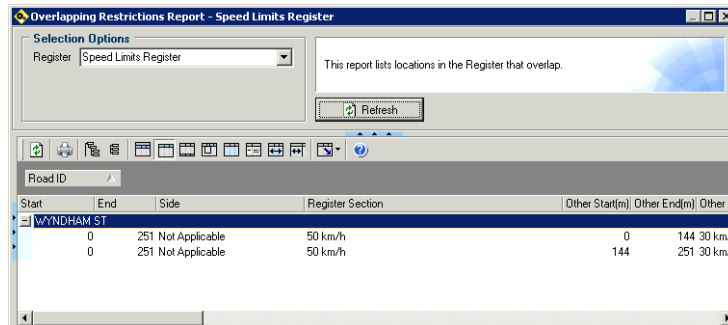 Overlapping Restrictions Report - Speed Limits Register
Selection Options
Register Speed Limits Register
This report lists locations in the Register that overlap.
Refresh
Road ID
Start End Side Register Section Other Start(m) Other End(m) Other
WYNDHAM ST
0 251 Not Applicable 50 km/h 0 144 30 km/
0 251 Not Applicable 50 km/h 144 251 30 km/